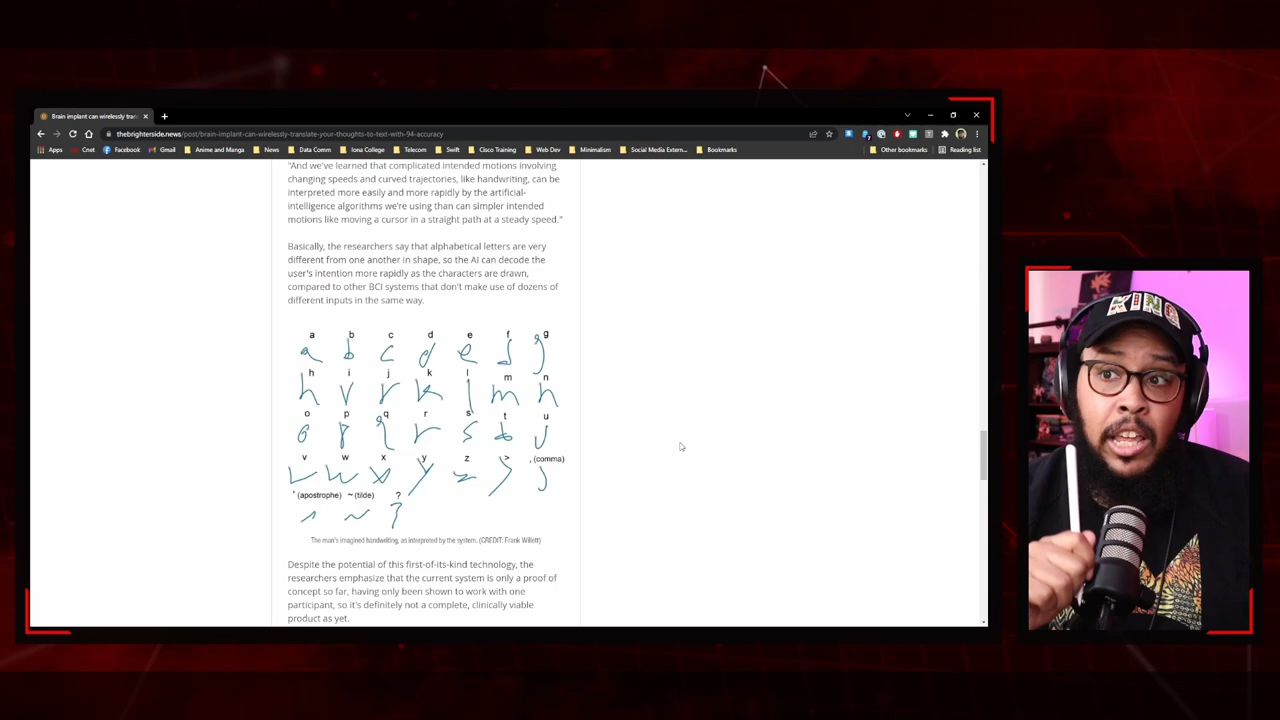 Brain implant can wirelessly tran
thebrighterside.news/post/brain-implant-can-wirelessly-translate-your-thoughts-to-text-with-94-accuracy
Apps Cnet Facebook Gmail Anime and Manga News Data Comm Iona College Telecom Swift Cisco Training Web Dev Minimalism Social Media Extern... Bookmarks Other bookmarks Reading list
"And we've learned that complicated intended motions involving
changing speeds and curved trajectories, like handwriting, can be
interpreted more easily and more rapidly by the artificial-
intelligence algorithms we're using than can simpler intended
motions like moving a cursor in a straight path at a steady speed."
Basically, the researchers say that alphabetical letters are very
different from one another in shape, so the AI can decode the
user's intention more rapidly as the characters are drawn,
compared to other BCI systems that don't make use of dozens of
different inputs in the same way.
a b c d e f g
a b c d e f g
h i j k l m n
h i j k l m n
o p q r s t u
o p q r s t u
v w x y z > , (comma)
v w x y z > ,
' (apostrophe) ~ (tilde) ?
' ~ ?
The man's imagined handwriting, as interpreted by the system. (CREDIT: Frank Willett)
Despite the potential of this first-of-its-kind technology, the
researchers emphasize that the current system is only a proof of
concept so far, having only been shown to work with one
participant, so it's definitely not a complete, clinically viable
product as yet.
KING